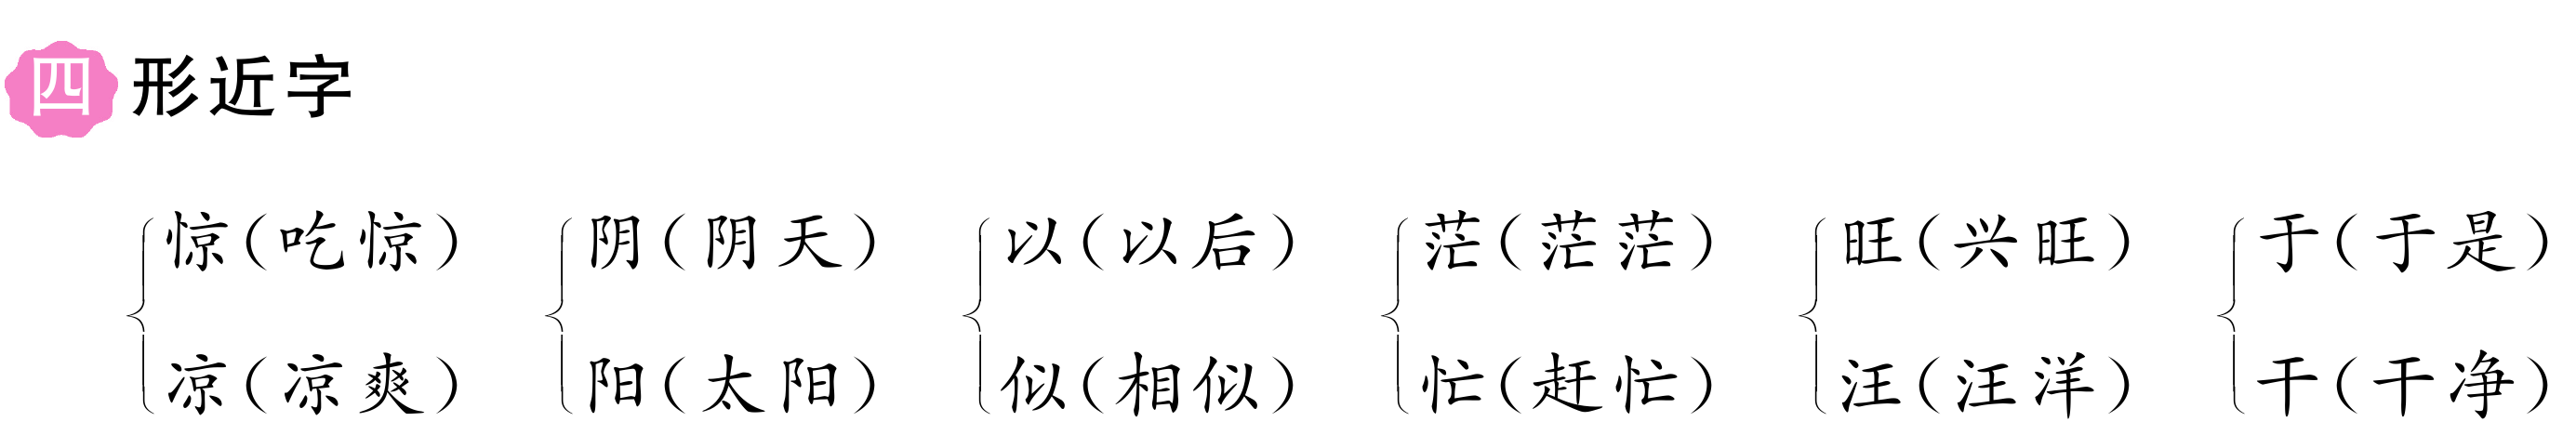 四 形近字
惊(吃惊) 阴(阴天) 以(以后) 茫(茫茫) 旺(兴旺) 于(于是)
凉(凉爽) 阳(太阳) 似(相似) 忙(赶忙) 汪(汪洋) 干(干净)